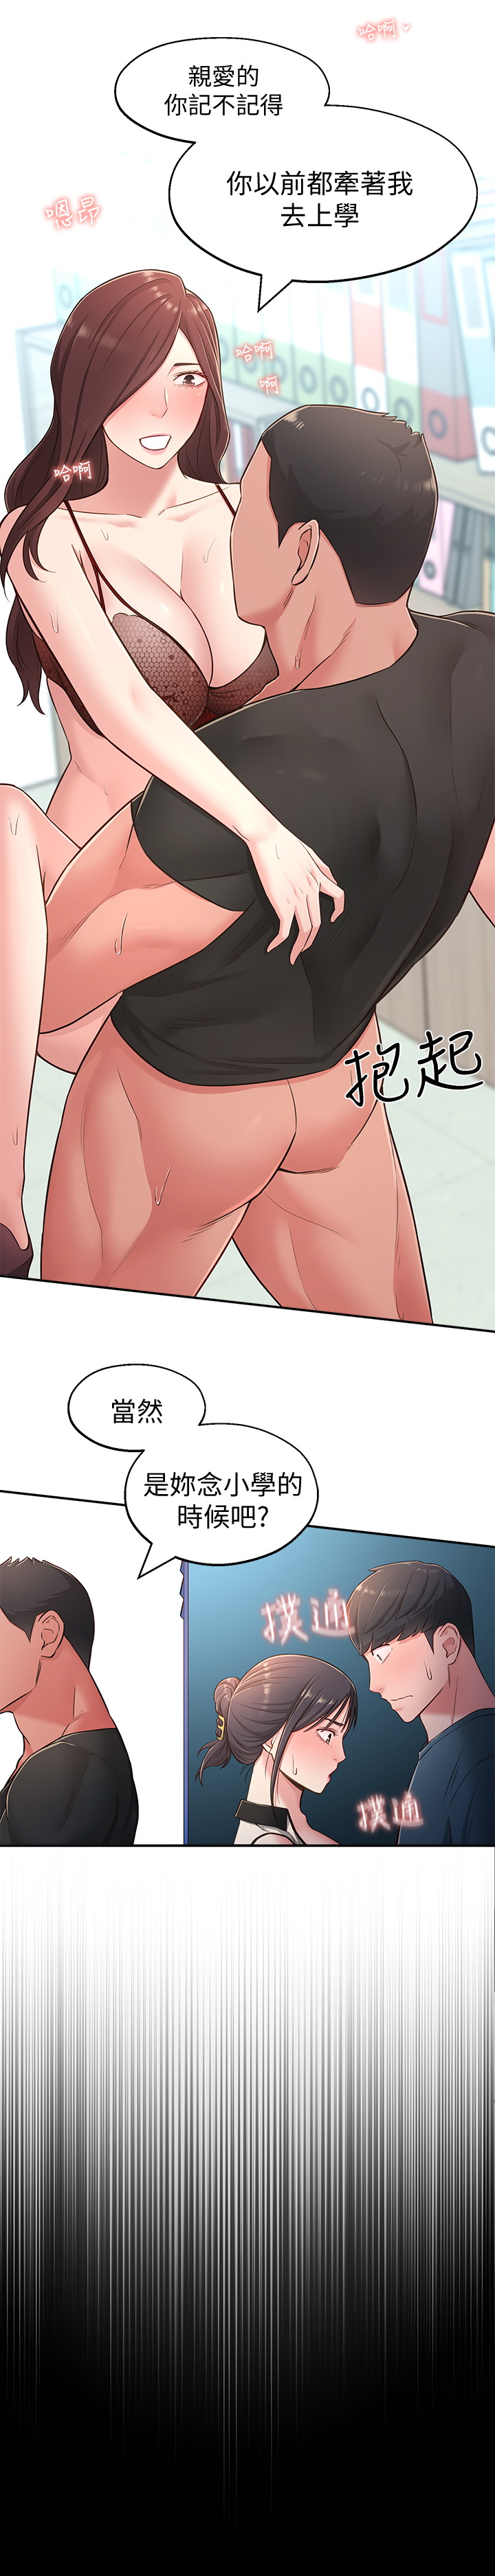 哈啊
親愛的
你記不記得
你以前都牽著我
去上學
嗯昂
哈啊
啊
哈啊
抱起
當然
是妳念小學的
時候吧?
撲通
撲通